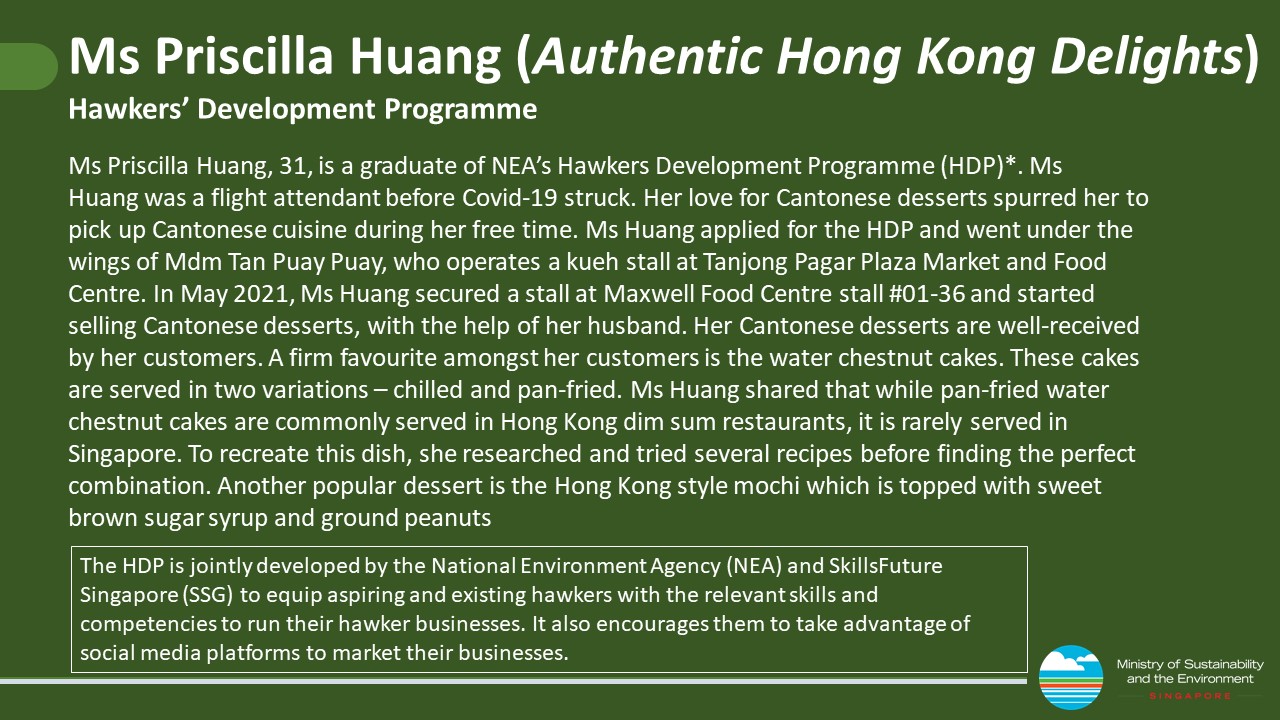 Ms Priscilla Huang (Authentic Hong Kong Delights)
Hawkers’ Development Programme
Ms Priscilla Huang, 31, is a graduate of NEA’s Hawkers Development Programme (HDP)*. Ms
Huang was a flight attendant before Covid-19 struck. Her love for Cantonese desserts spurred her to
pick up Cantonese cuisine during her free time. Ms Huang applied for the HDP and went under the
wings of Mdm Tan Puay Puay, who operates a kueh stall at Tanjong Pagar Plaza Market and Food
Centre. In May 2021, Ms Huang secured a stall at Maxwell Food Centre stall #01-36 and started
selling Cantonese desserts, with the help of her husband. Her Cantonese desserts are well-received
by her customers. A firm favourite amongst her customers is the water chestnut cakes. These cakes
are served in two variations – chilled and pan-fried. Ms Huang shared that while pan-fried water
chestnut cakes are commonly served in Hong Kong dim sum restaurants, it is rarely served in
Singapore. To recreate this dish, she researched and tried several recipes before finding the perfect
combination. Another popular dessert is the Hong Kong style mochi which is topped with sweet
brown sugar syrup and ground peanuts
The HDP is jointly developed by the National Environment Agency (NEA) and SkillsFuture
Singapore (SSG) to equip aspiring and existing hawkers with the relevant skills and
competencies to run their hawker businesses. It also encourages them to take advantage of
social media platforms to market their businesses.
Ministry of Sustainability
and the Environment
SINGAPORE